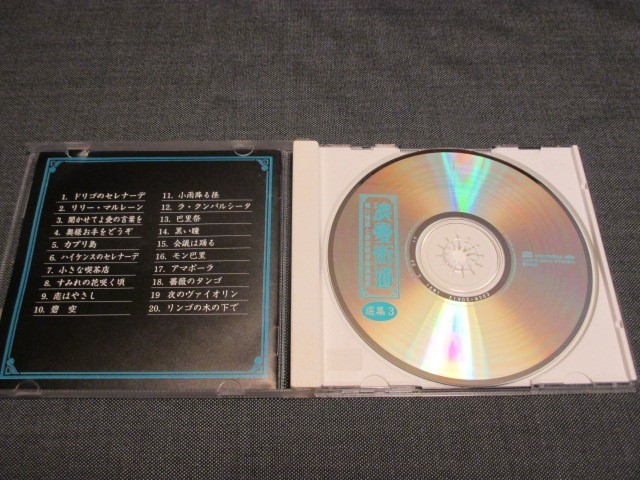 1. ドリゴのセレナーデ
2. リリー・マルレーン
3. 聞かせてよ愛の言葉を
4. 奥様お手をどうぞ
5. カプリ島
6. ハイケンスのセレナーデ
7. 小さな喫茶店
8. すみれの花咲く頃
9. 恋はやさし
10. 碧 空
11. 小雨降る径
12. ラ・クンパルシータ
13. 巴里祭
14. 黒い瞳
15. 会議は踊る
16. モン巴里
17. アマポーラ
18. 薔薇のタンゴ
19. 夜のヴァイオリン
20. リンゴの木の下で
選集3